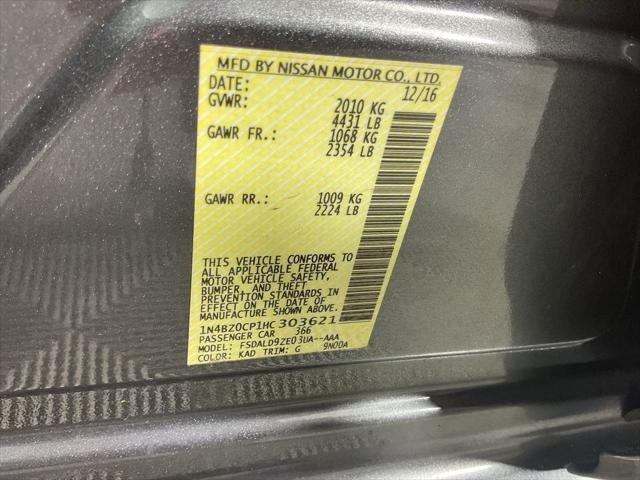 MFD BY NISSAN MOTOR CO., LTD.
DATE: 12/16
GVWR: 2010 KG
4431 LB
GAWR FR.: 1068 KG
2354 LB
GAWR RR.: 1009 KG
2224 LB
THIS VEHICLE CONFORMS TO
ALL APPLICABLE FEDERAL
MOTOR VEHICLE SAFETY,
BUMPER, AND THEFT
PREVENTION STANDARDS IN
EFFECT ON THE DATE OF
MANUFACTURE SHOWN ABOVE.
1N4BZ0CP1HC 303621
PASSENGER CAR 366
MODEL: FSDALD9ZE03UA--AAA
COLOR: KAD TRIM: G 9N00A